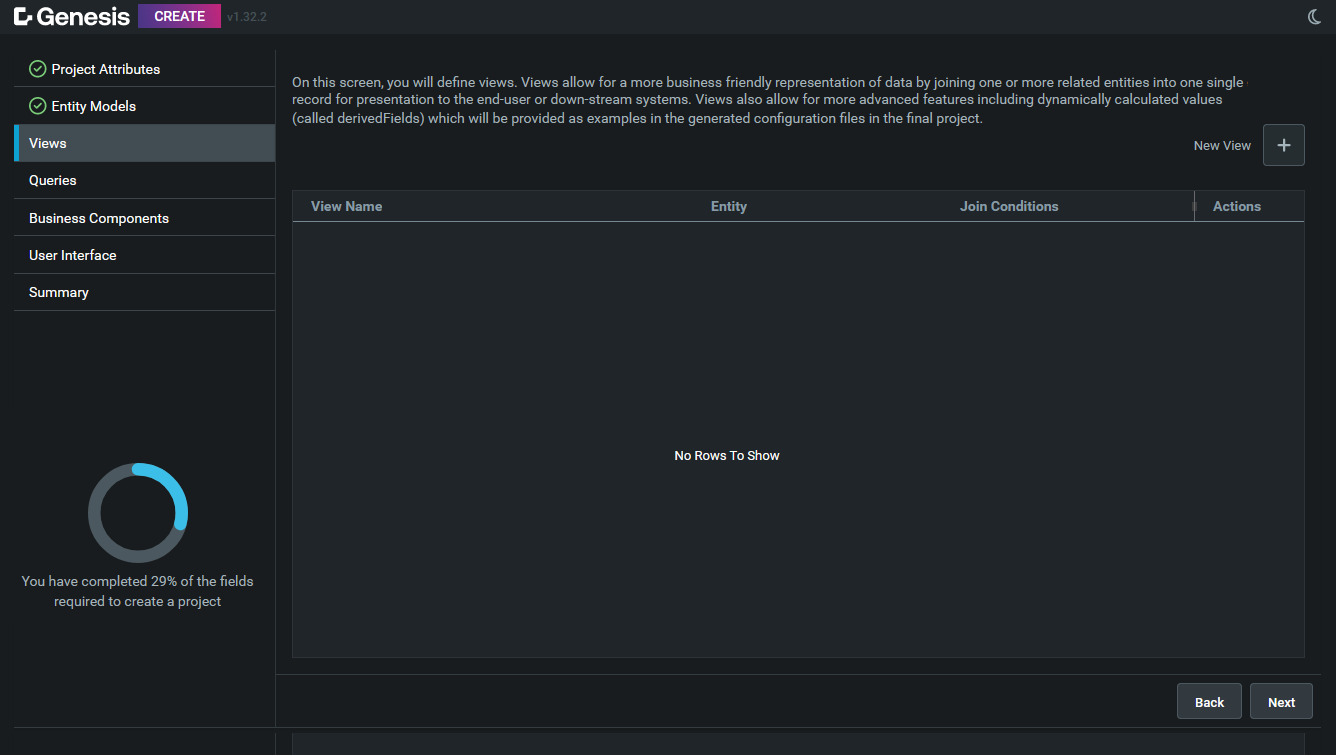 Genesis CREATE v1.32.2
Project Attributes
Entity Models
Views
Queries
Business Components
User Interface
Summary
You have completed 29% of the fields
required to create a project
On this screen, you will define views. Views allow for a more business friendly representation of data by joining one or more related entities into one single
record for presentation to the end-user or down-stream systems. Views also allow for more advanced features including dynamically calculated values
(called derivedFields) which will be provided as examples in the generated configuration files in the final project.
New View
View Name Entity Join Conditions Actions
No Rows To Show
Back Next